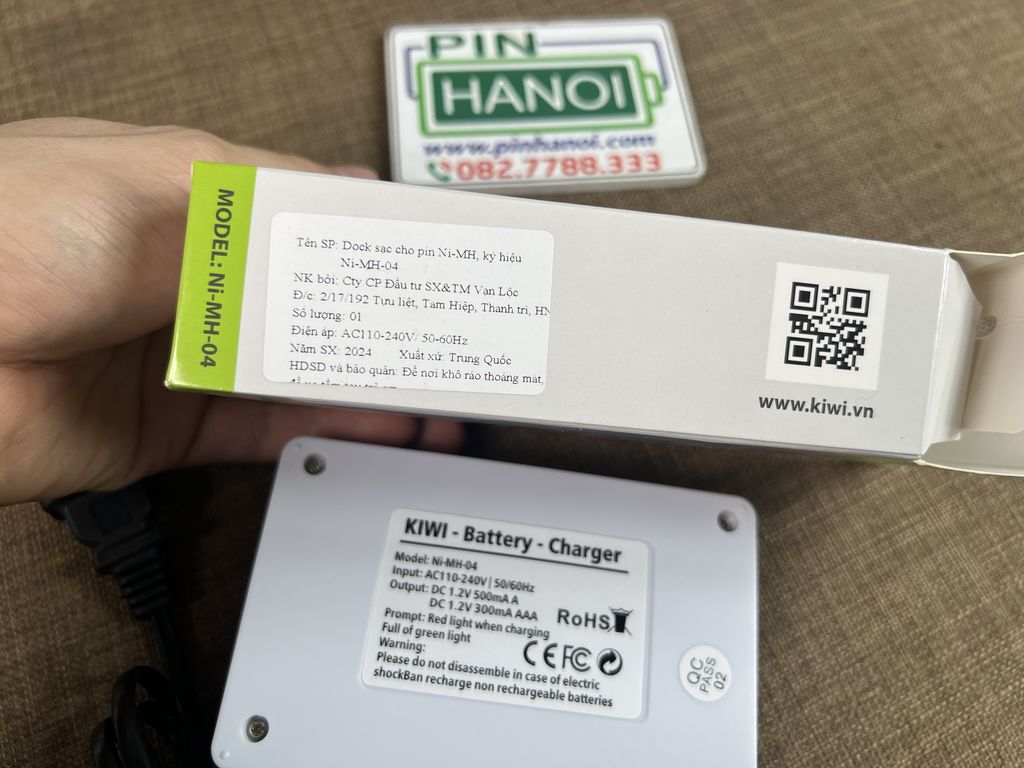 PIN
HANOI
www.pinhanoi.com
082.7788.333
MODEL: Ni-MH-04
Tên SP: Dock sạc cho pin Ni-MH, ký hiệu
Ni-MH-04
NK bởi: Cty CP Đầu tư SX&TM Vạn Lộc
Đ/c: 2/17/192 Tựu liệt, Tam Hiệp, Thanh trì, HN
Số lượng: 01
Điện áp: AC110-240V/ 50-60Hz
Năm SX: 2024 Xuất xứ: Trung Quốc
HDSD và bảo quản: Để nơi khô ráo thoáng mát,
www.kiwi.vn
KIWI - Battery - Charger
Model: Ni-MH-04
Input: AC110-240V | 50/60Hz
Output: DC 1.2V 500mA A
DC 1.2V 300mA AAA
Prompt: Red light when charging
Full of green light
Warning:
Please do not disassemble in case of electric
shockBan recharge non rechargeable batteries
RoHS
CE FC
QC
PASS
02